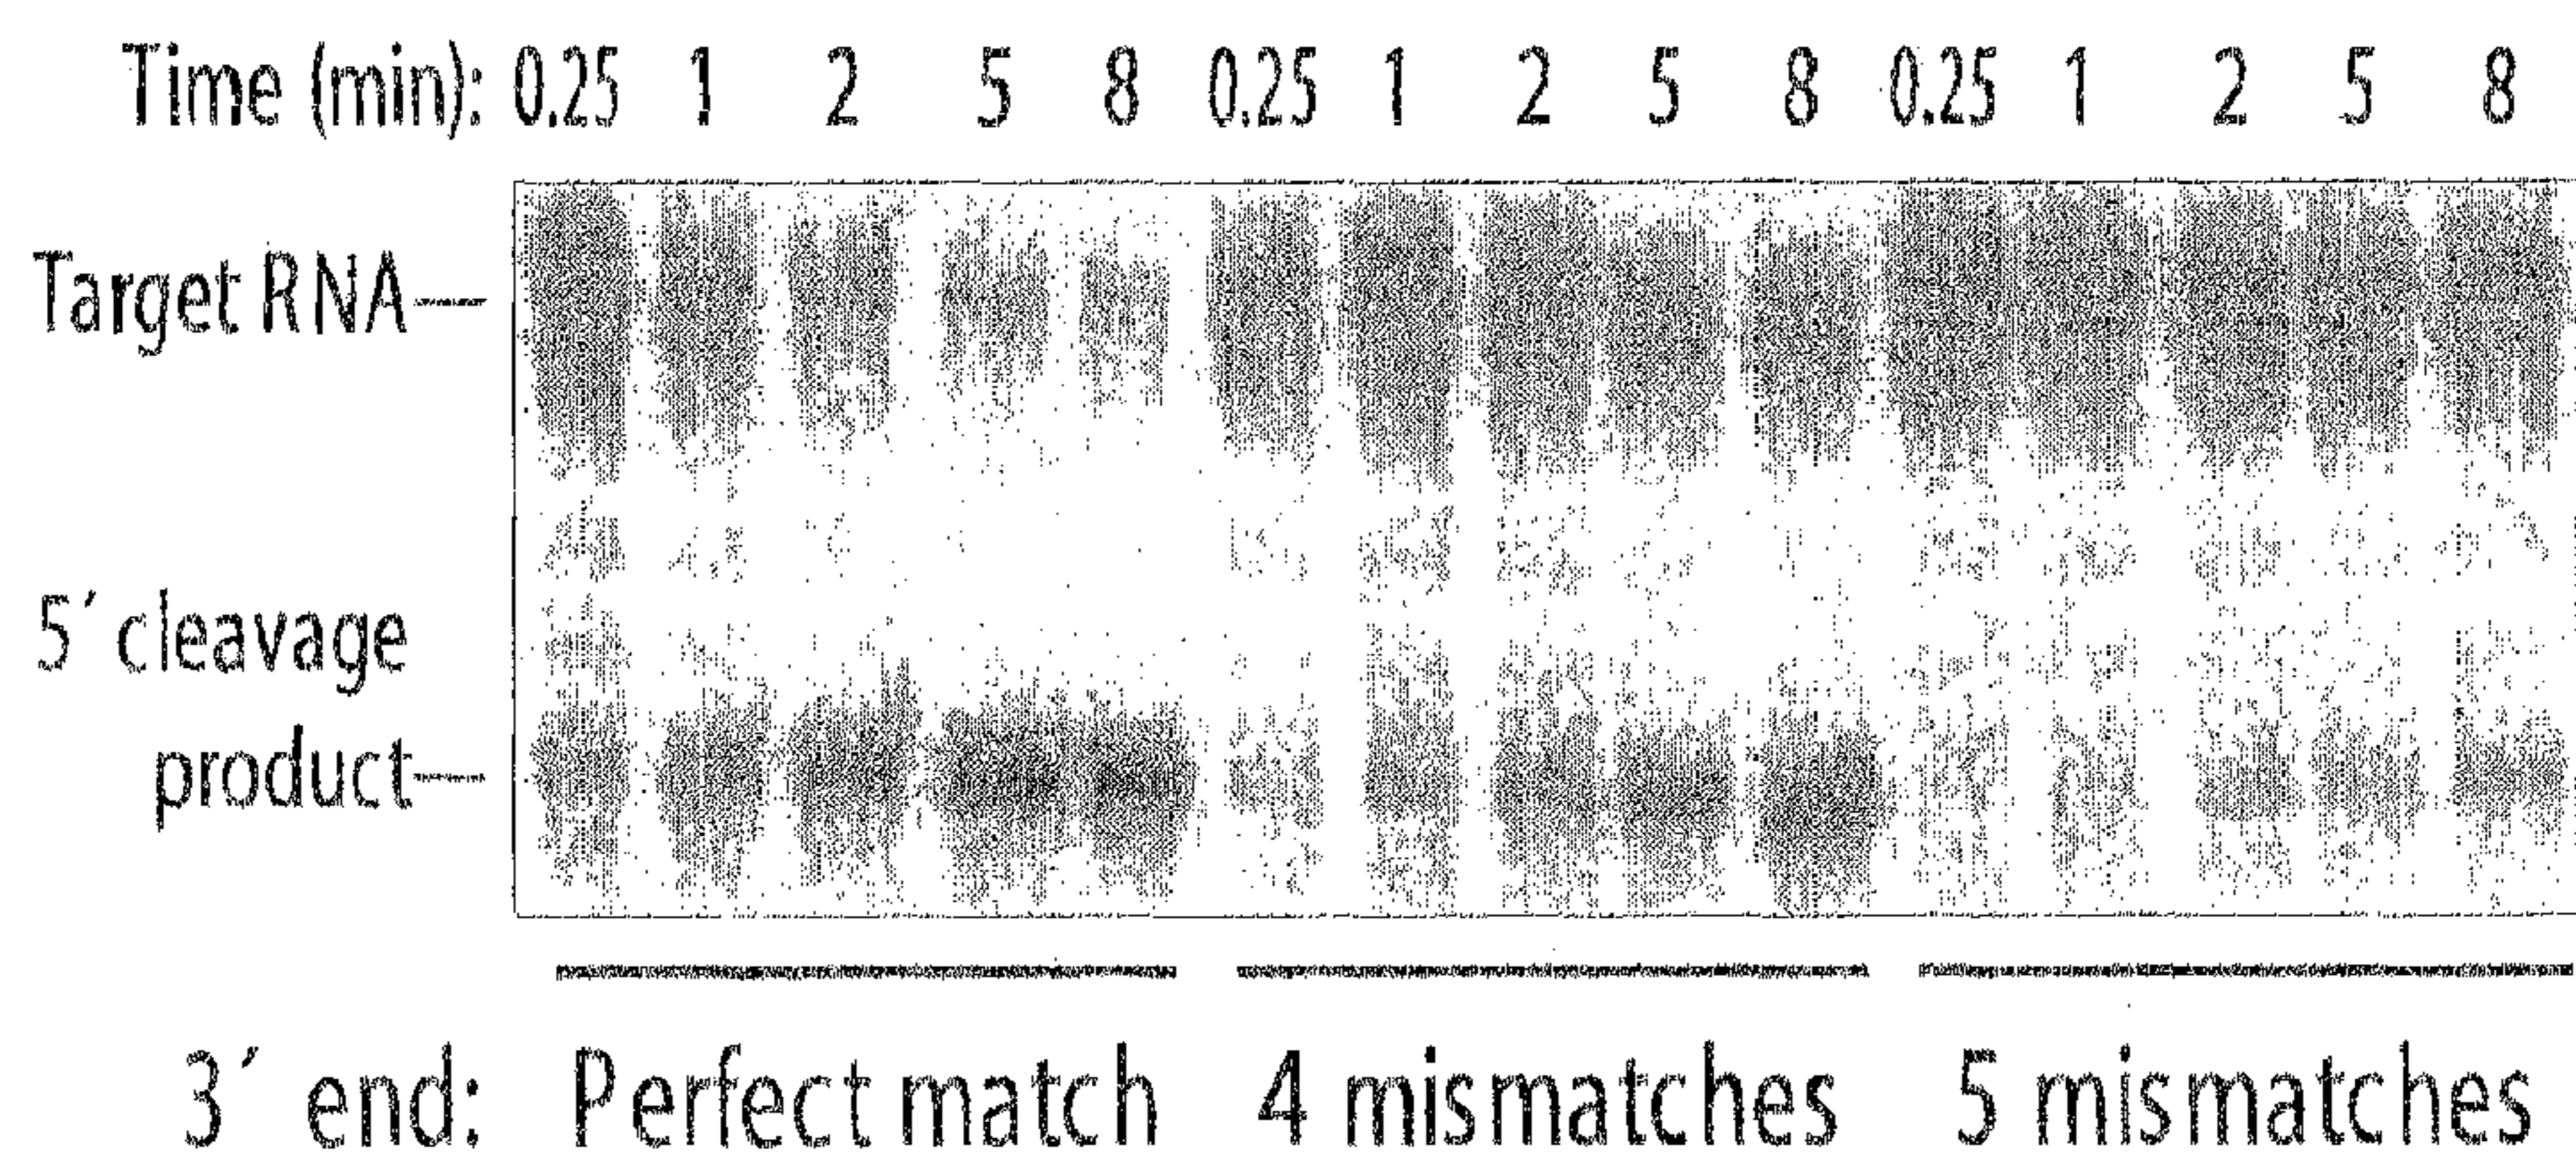 Time (min): 0.25 1 2 5 8 0.25 1 2 5 8 0.25 1 2 5 8
Target RNA
5´ cleavage
product
3´ end: Perfect match 4 mismatches 5 mismatches